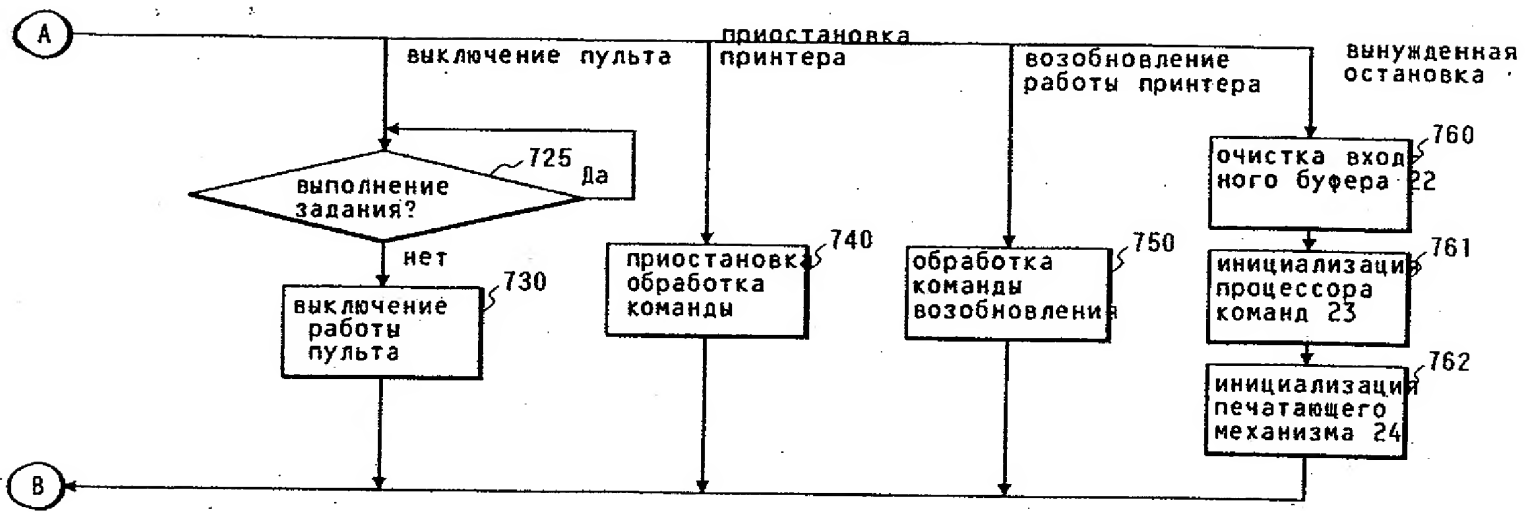 A
выключение пульта
приостановка
принтера
возобновление
работы принтера
вынужденная
остановка
725
Да
выполнение
задания?
нет
730
выключение
работы
пульта
740
приостановка
обработка
команды
750
обработка
команды
возобновления
760
очистка вход
ного буфера 22
761
инициализация
процессора
команд 23
762
инициализация
печатающего
механизма 24
B